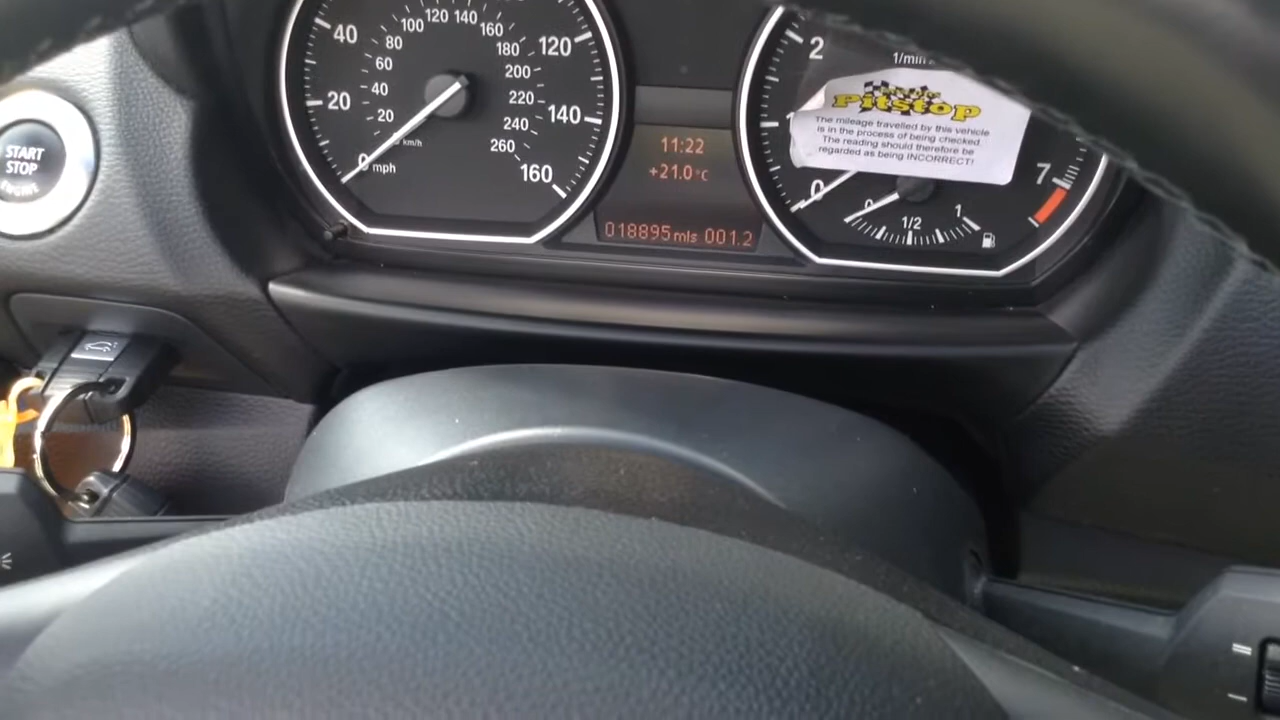 START
STOP
ENGINE
20
40
120
140
160
mph
0
20
40
60
80
100
120
140
160
180
200
220
240
260
km/h
11:22
+21.0°C
018895mls 001.2
0
1
2
7
1/min
Pitstop
The mileage travelled by this vehicle
is in the process of being checked
The reading should therefore be
regarded as being INCORRECT!
0
1/2
1